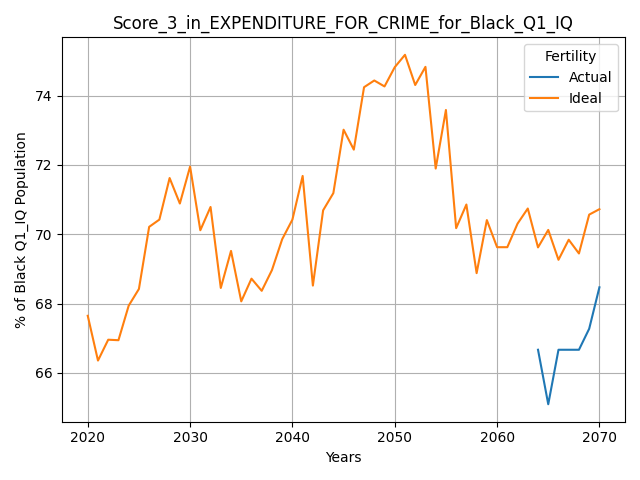 Score_3_in_EXPENDITURE_FOR_CRIME_for_Black_Q1_IQ
Fertility
Actual
Ideal
% of Black Q1_IQ Population
74
72
70
68
66
2020
2030
2040
2050
2060
2070
Years